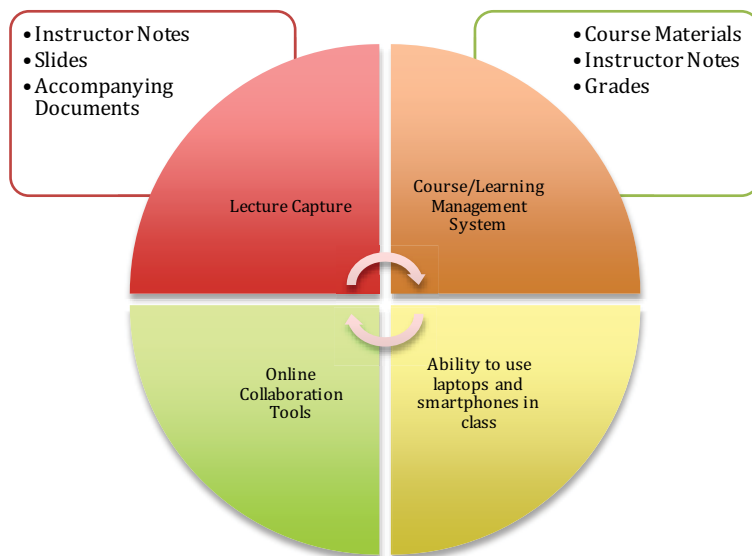 • Instructor Notes
• Slides
• Accompanying
Documents
• Course Materials
• Instructor Notes
• Grades
Lecture Capture
Course/Learning
Management
System
Online
Collaboration
Tools
Ability to use
laptops and
smartphones in
class